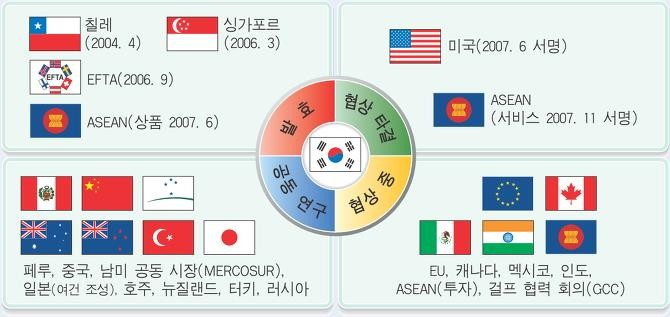 칠레
(2004. 4)
싱가포르
(2006. 3)
EFTA
EFTA(2006. 9)
ASEAN(상품 2007. 6)
미국(2007. 6 서명)
ASEAN
(서비스 2007. 11 서명)
발효
협상 타결
공동 연구
협상 중
페루, 중국, 남미 공동 시장(MERCOSUR),
일본(여건 조성), 호주, 뉴질랜드, 터키, 러시아
EU, 캐나다, 멕시코, 인도,
ASEAN(투자), 걸프 협력 회의(GCC)